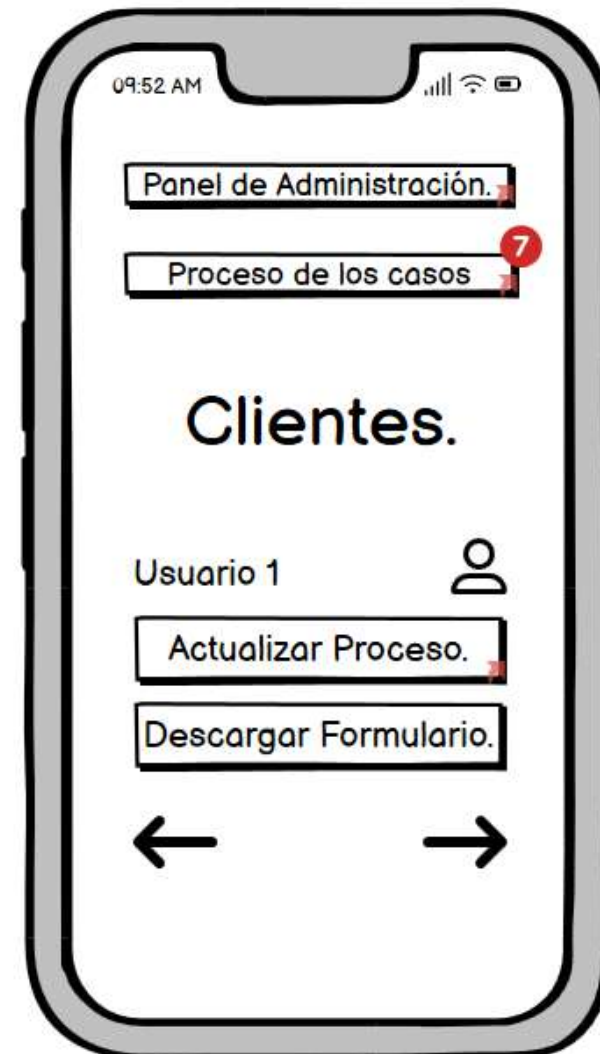 09:52 AM
Panel de Administración.
7
Proceso de los casos
Clientes.
Usuario 1
Actualizar Proceso.
Descargar Formulario.